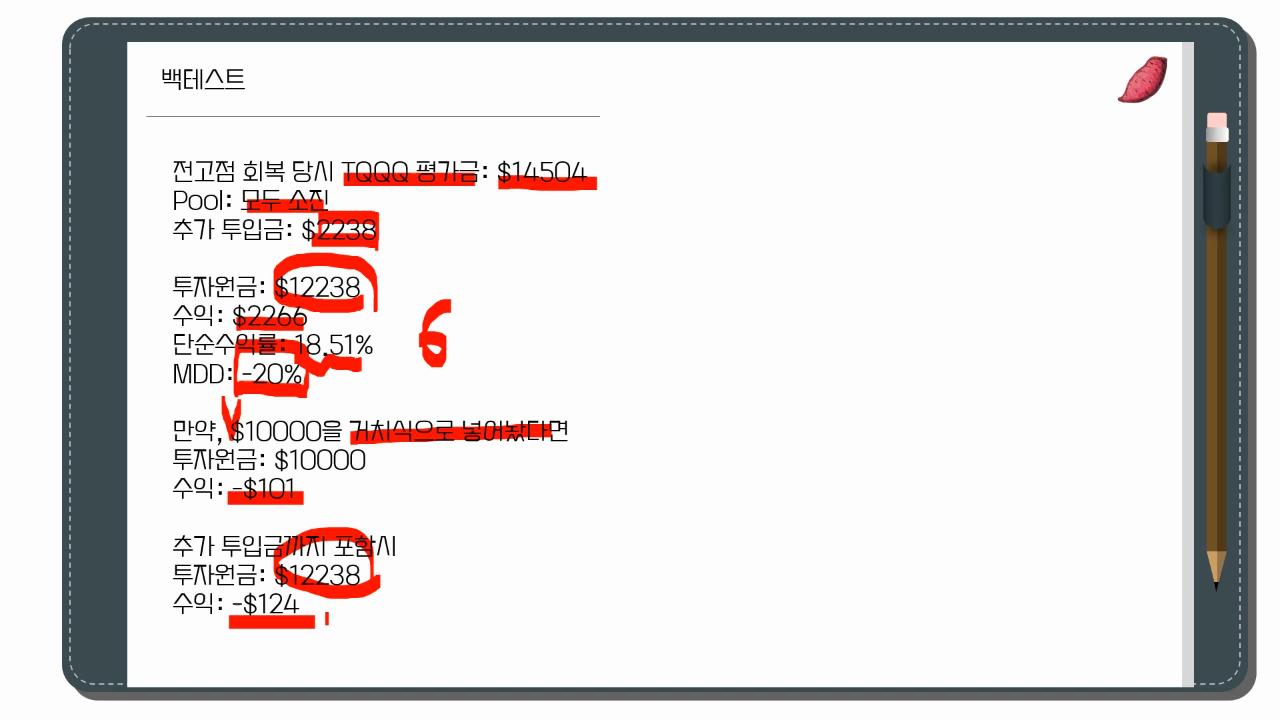 백테스트
전고점 회복 당시 TQQQ 평가금: $14504
Pool: 모두 소진
추가 투입금: $2238
투자원금: $12238
수익: $2266
단순수익률: 18.51%
MDD: -20%
6
만약, $10000을 거치식으로 넣어놨다면
투자원금: $10000
수익: -$101
추가 투입금까지 포함시
투자원금: $12238
수익: -$124